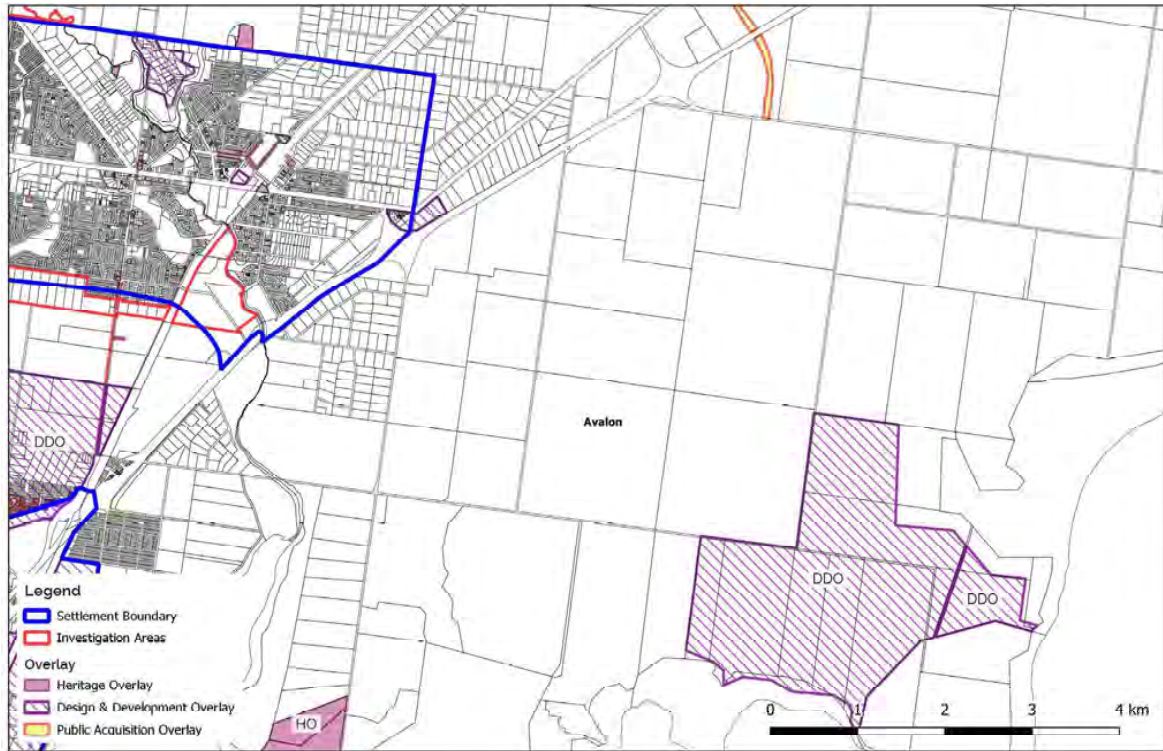 Avalon
DDO
DDO
DDO
HO
Legend
Settlement Boundary
Investigation Areas
Overlay
Heritage Overlay
Design & Development Overlay
Public Acquisition Overlay
0 1 2 3 4 km